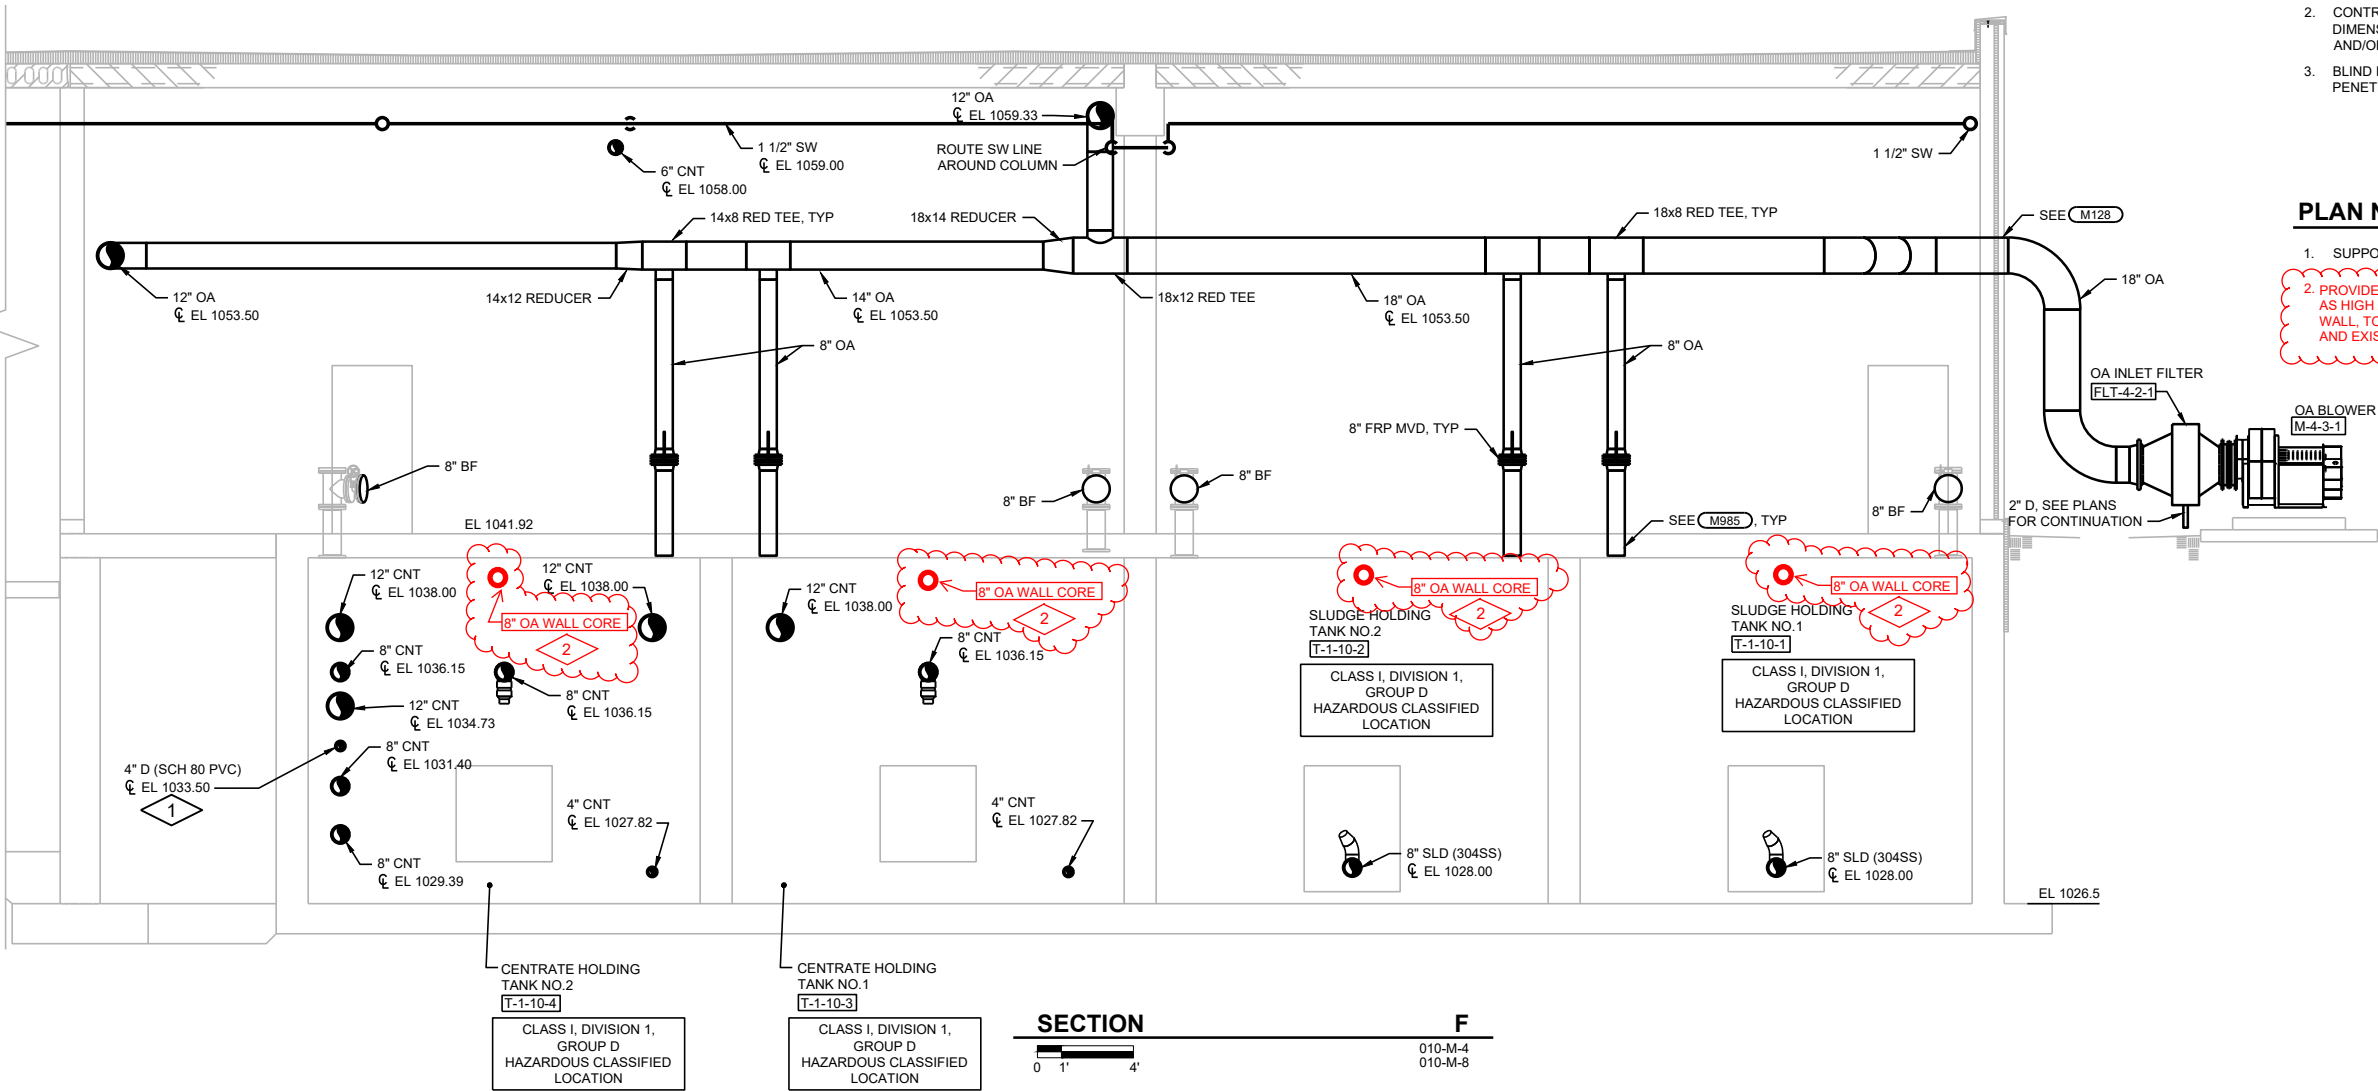 2. CONTR
DIMENS
AND/OR
3. BLIND
PENET
12" OA
℄ EL 1059.33
1 1/2" SW
℄ EL 1059.00
6" CNT
℄ EL 1058.00
ROUTE SW LINE
AROUND COLUMN
1 1/2" SW
14x8 RED TEE, TYP
18x14 REDUCER
18x8 RED TEE, TYP
SEE M128
PLAN N
1. SUPPO
2. PROVIDE
AS HIGH
WALL, TO
AND EXIS
12" OA
℄ EL 1053.50
14x12 REDUCER
14" OA
℄ EL 1053.50
18x12 RED TEE
18" OA
℄ EL 1053.50
18" OA
8" OA
8" OA
OA INLET FILTER
FLT-4-2-1
OA BLOWER
M-4-3-1
8" FRP MVD, TYP
8" BF
8" BF
8" BF
8" BF
2" D, SEE PLANS
FOR CONTINUATION
EL 1041.92
SEE M985, TYP
12" CNT
℄ EL 1038.00
12" CNT
℄ EL 1038.00
8" OA WALL CORE
2
12" CNT
℄ EL 1038.00
8" OA WALL CORE
2
8" OA WALL CORE
2
8" OA WALL CORE
2
SLUDGE HOLDING
TANK NO.2
T-1-10-2
SLUDGE HOLDING
TANK NO.1
T-1-10-1
8" CNT
℄ EL 1036.15
8" CNT
℄ EL 1036.15
8" CNT
℄ EL 1036.15
CLASS I, DIVISION 1,
GROUP D
HAZARDOUS CLASSIFIED
LOCATION
CLASS I, DIVISION 1,
GROUP D
HAZARDOUS CLASSIFIED
LOCATION
12" CNT
℄ EL 1034.73
8" CNT
℄ EL 1031.40
4" D (SCH 80 PVC)
℄ EL 1033.50
1
4" CNT
℄ EL 1027.82
4" CNT
℄ EL 1027.82
8" CNT
℄ EL 1029.39
8" SLD (304SS)
℄ EL 1028.00
8" SLD (304SS)
℄ EL 1028.00
EL 1026.5
CENTRATE HOLDING
TANK NO.2
T-1-10-4
CLASS I, DIVISION 1,
GROUP D
HAZARDOUS CLASSIFIED
LOCATION
CENTRATE HOLDING
TANK NO.1
T-1-10-3
CLASS I, DIVISION 1,
GROUP D
HAZARDOUS CLASSIFIED
LOCATION
SECTION F
0 1' 4'
010-M-4
010-M-8